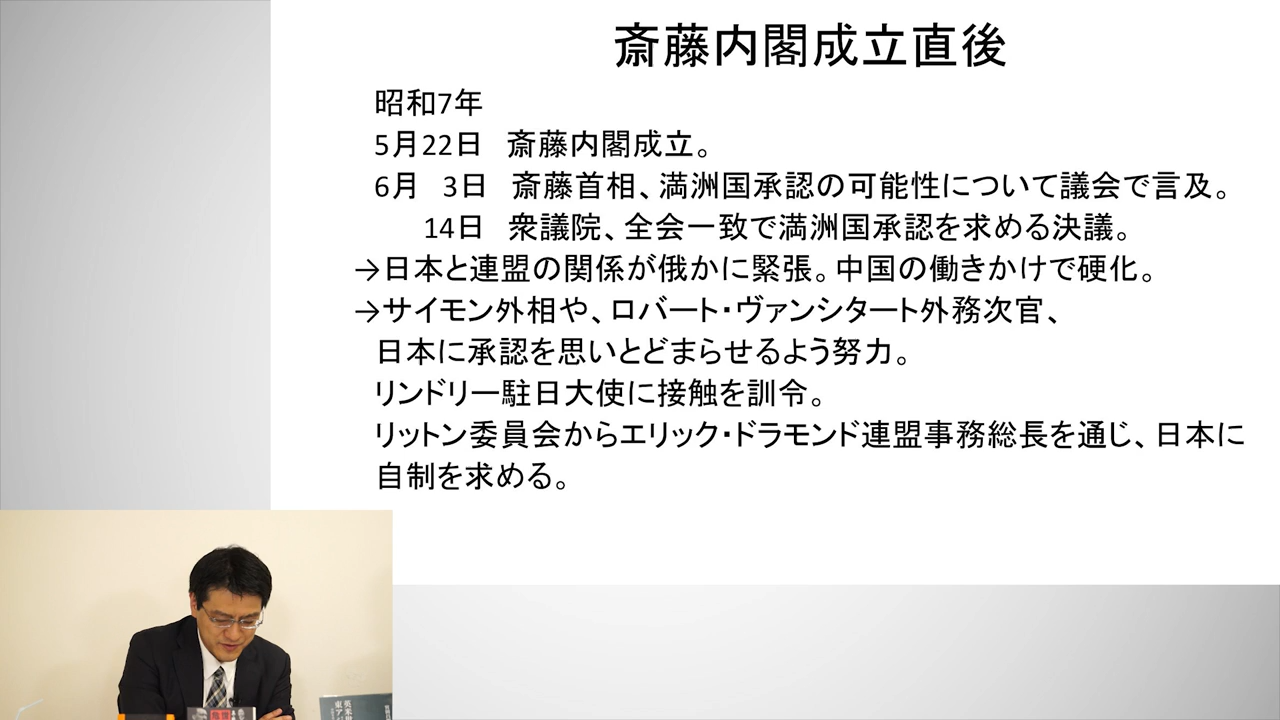 斎藤内閣成立直後
昭和7年
5月22日 斎藤内閣成立。
6月 3日 斎藤首相、満洲国承認の可能性について議会で言及。
14日 衆議院、全会一致で満洲国承認を求める決議。
→日本と連盟の関係が俄かに緊張。中国の働きかけで硬化。
→サイモン外相や、ロバート・ヴァンシタート外務次官、
日本に承認を思いとどまらせるよう努力。
リンドリー駐日大使に接触を訓令。
リットン委員会からエリック・ドラモンド連盟事務総長を通じ、日本に
自制を求める。